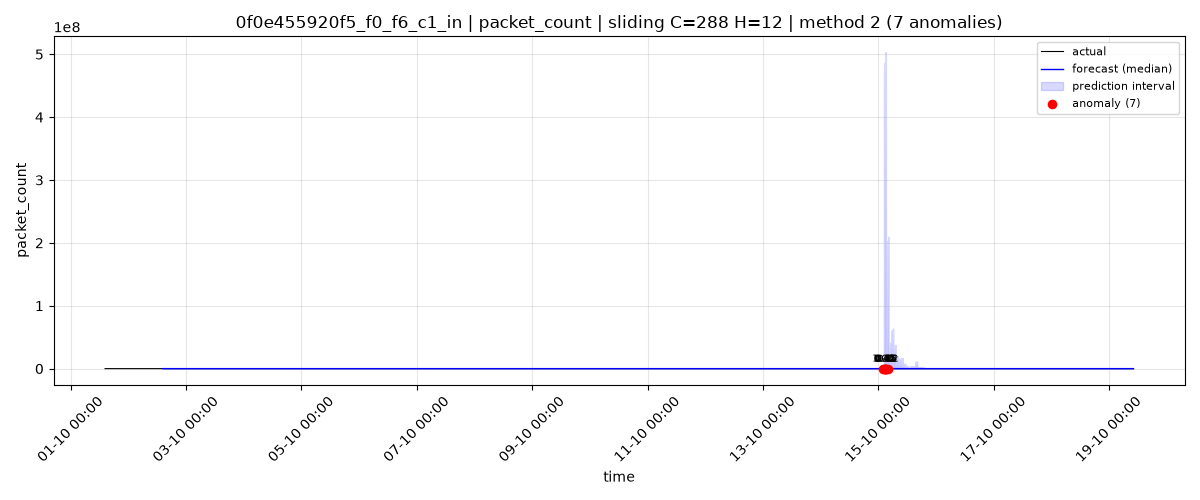 0f0e455920f5_f0_f6_c1_in | packet_count | sliding C=288 H=12 | method 2 (7 anomalies)
1e8
5
4
3
2
1
0
packet_count
actual
forecast (median)
prediction interval
anomaly (7)
01-10 00:00
03-10 00:00
05-10 00:00
07-10 00:00
09-10 00:00
11-10 00:00
13-10 00:00
15-10 00:00
17-10 00:00
19-10 00:00
time